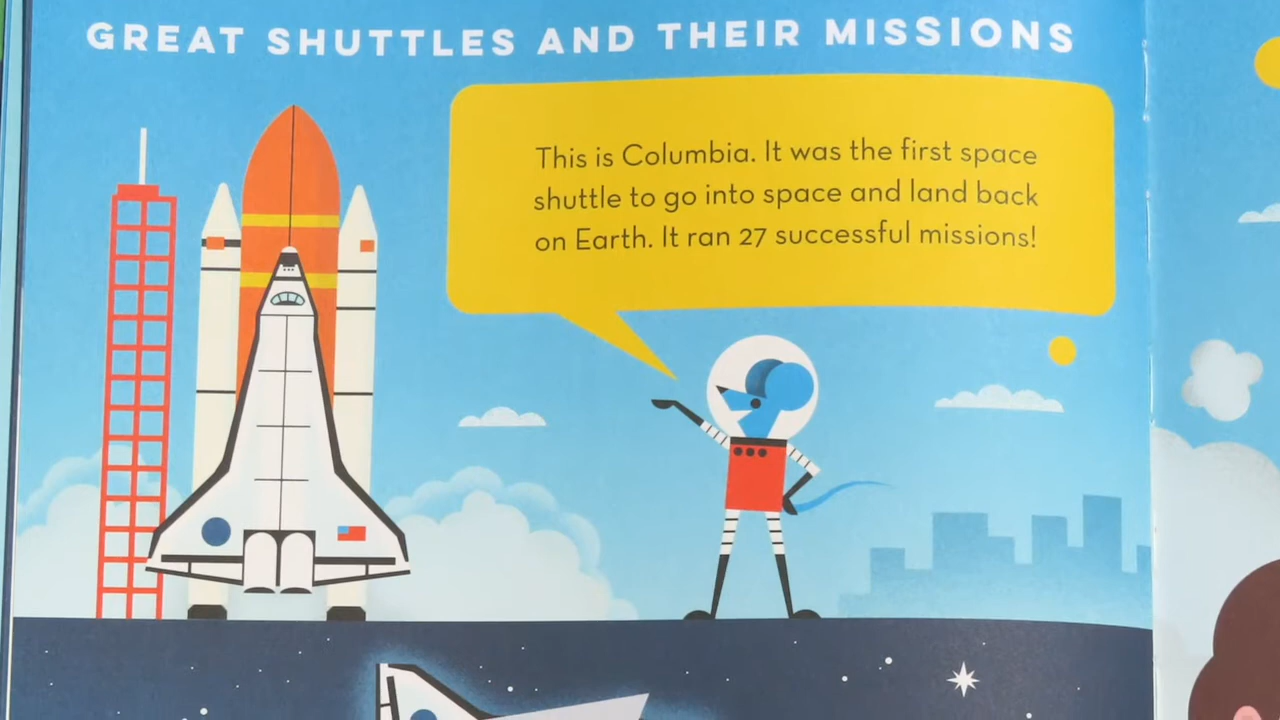 GREAT SHUTTLES AND THEIR MISSIONS
This is Columbia. It was the first space
shuttle to go into space and land back
on Earth. It ran 27 successful missions!